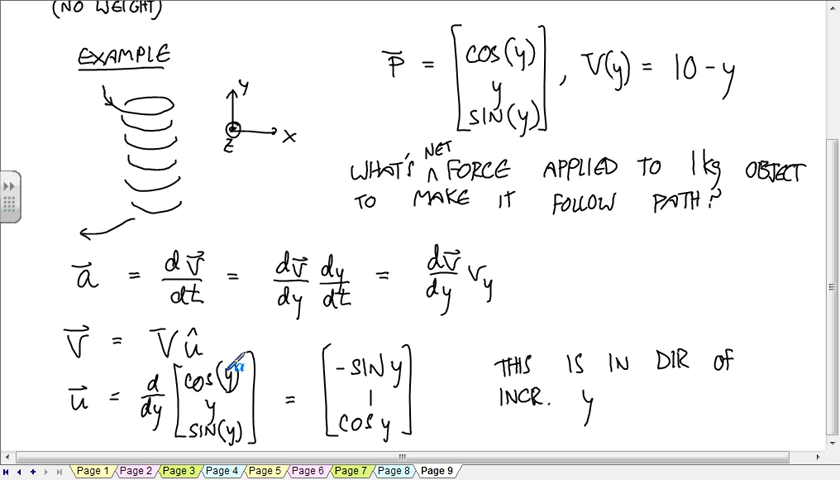 (NO WEIGHT)
EXAMPLE
y
x
z
P⃗ = [cos(y) y SIN(y)], V(y) = 10 - y
WHAT'S NET FORCE APPLIED TO 1kg OBJECT
TO MAKE IT FOLLOW PATH?
a⃗ = dV⃗/dt = dV⃗/dy dy/dt = dV⃗/dy Vy
V⃗ = V û
u⃗ = d/dy [cos(y) y SIN(y)] = [-SIN y 1 cos y]
THIS IS IN DIR OF
INCR. y
Page 1 Page 2 Page 3 Page 4 Page 5 Page 6 Page 7 Page 8 Page 9